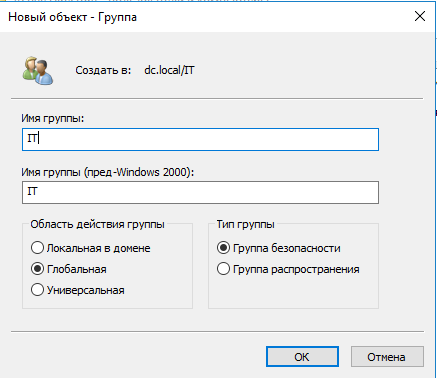 Новый объект - Группа
Создать в: dc.local/IT
Имя группы:
IT
Имя группы (пред-Windows 2000):
IT
Область действия группы
Локальная в домене
Глобальная
Универсальная
Тип группы
Группа безопасности
Группа распространения
ОК
Отмена